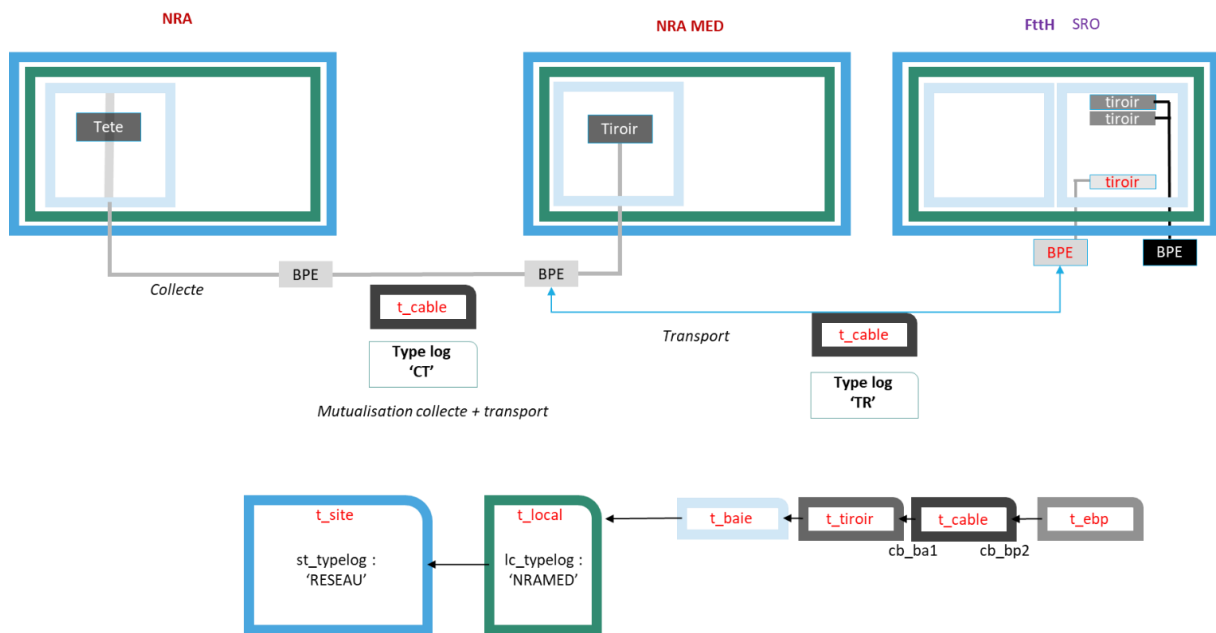 NRA
NRA MED
FttH SRO
Tete
Tiroir
tiroir
tiroir
tiroir
BPE
BPE
BPE
BPE
Collecte
t_cable
Transport
t_cable
Type log
‘CT’
Type log
‘TR’
Mutualisation collecte + transport
t_site
t_local
t_baie
t_tiroir
t_cable
t_ebp
cb_ba1
cb_bp2
st_typelog :
‘RESEAU’
lc_typelog :
‘NRAMED’